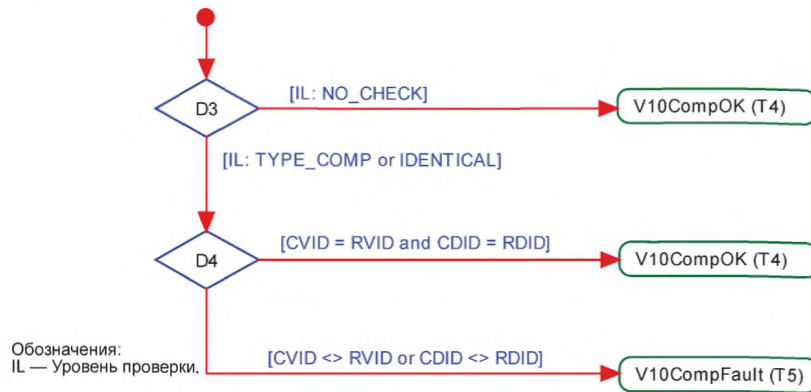 D3
[IL: NO_CHECK]
V10CompOK (T4)
[IL: TYPE_COMP or IDENTICAL]
D4
[CVID = RVID and CDID = RDID]
V10CompOK (T4)
Обозначения:
IL — Уровень проверки.
[CVID <> RVID or CDID <> RDID]
V10CompFault (T5)